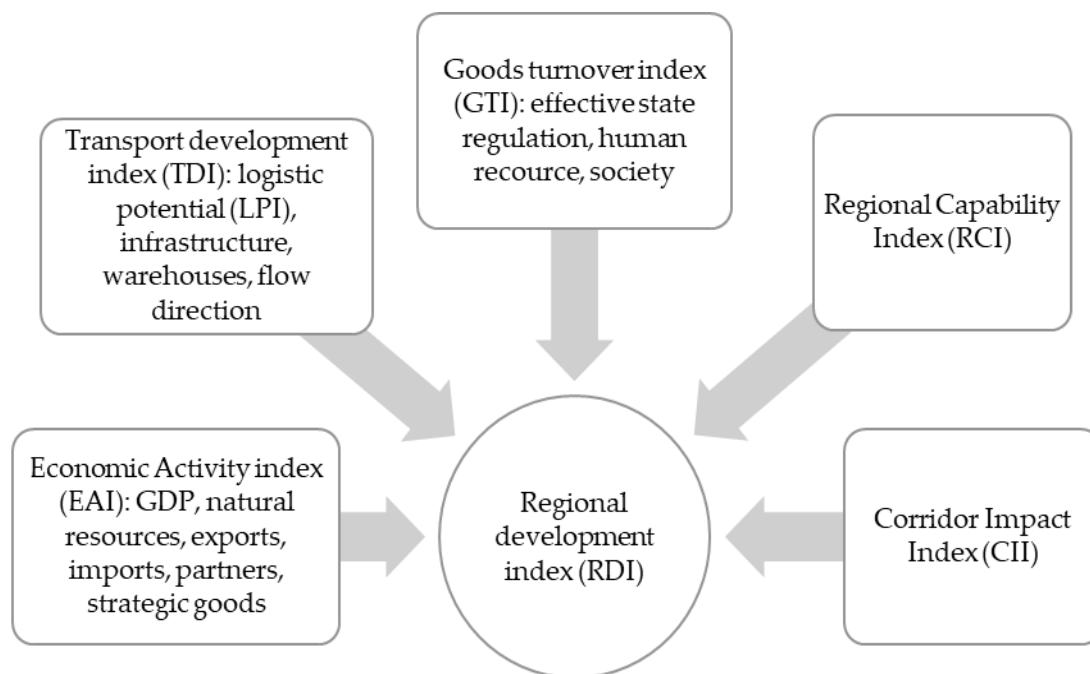 Goods turnover index
(GTI): effective state
regulation, human
recource, society
Transport development
index (TDI): logistic
potential (LPI),
infrastructure,
warehouses, flow
direction
Regional Capability
Index (RCI)
Economic Activity index
(EAI): GDP, natural
resources, exports,
imports, partners,
strategic goods
Regional
development
index (RDI)
Corridor Impact
Index (CII)